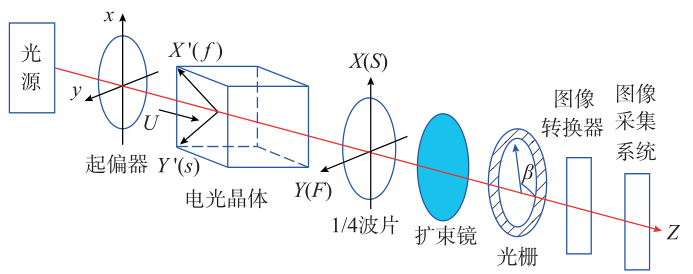 光
源
x
y
起偏器
X'(f)
U
Y'(s)
电光晶体
X(S)
Y(F)
1/4波片
扩束镜
β
光栅
图像
转换器
图像
采集
系统
Z